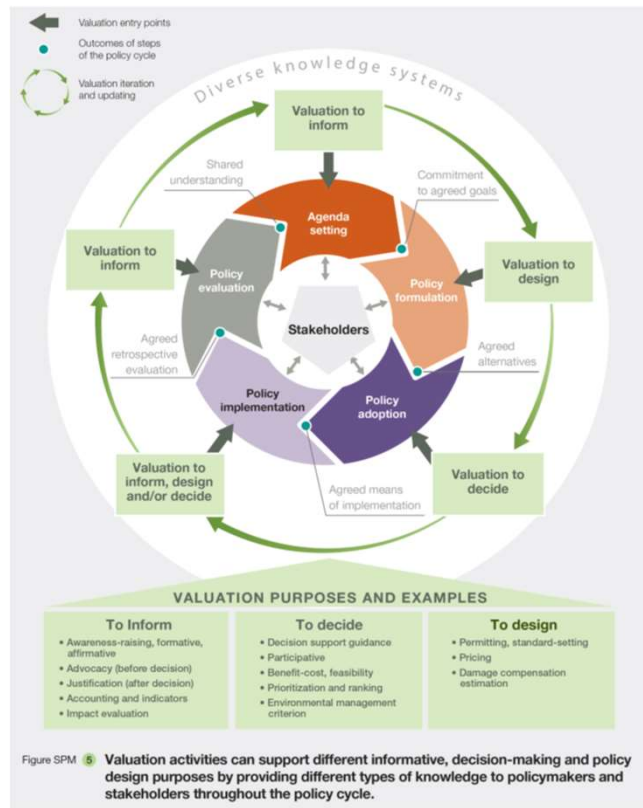 Valuation entry points
Outcomes of steps
of the policy cycle
Valuation iteration
and updating
Diverse knowledge systems
Valuation to
inform
Shared
understanding
Commitment
to agreed goals
Agenda
setting
Valuation to
inform
Policy
evaluation
Policy
formulation
Valuation to
design
Stakeholders
Agreed
retrospective
evaluation
Agreed
alternatives
Policy
implementation
Policy
adoption
Valuation to
inform, design
and/or decide
Agreed means
of implementation
Valuation to
decide
VALUATION PURPOSES AND EXAMPLES
To Inform
• Awareness-raising, formative,
affirmative
• Advocacy (before decision)
• Justification (after decision)
• Accounting and indicators
• Impact evaluation
To decide
• Decision support guidance
• Participative
• Benefit-cost, feasibility
• Prioritization and ranking
• Environmental management
criterion
To design
• Permitting, standard-setting
• Pricing
• Damage compensation
estimation
Figure SPM 5 Valuation activities can support different informative, decision-making and policy
design purposes by providing different types of knowledge to policymakers and
stakeholders throughout the policy cycle.